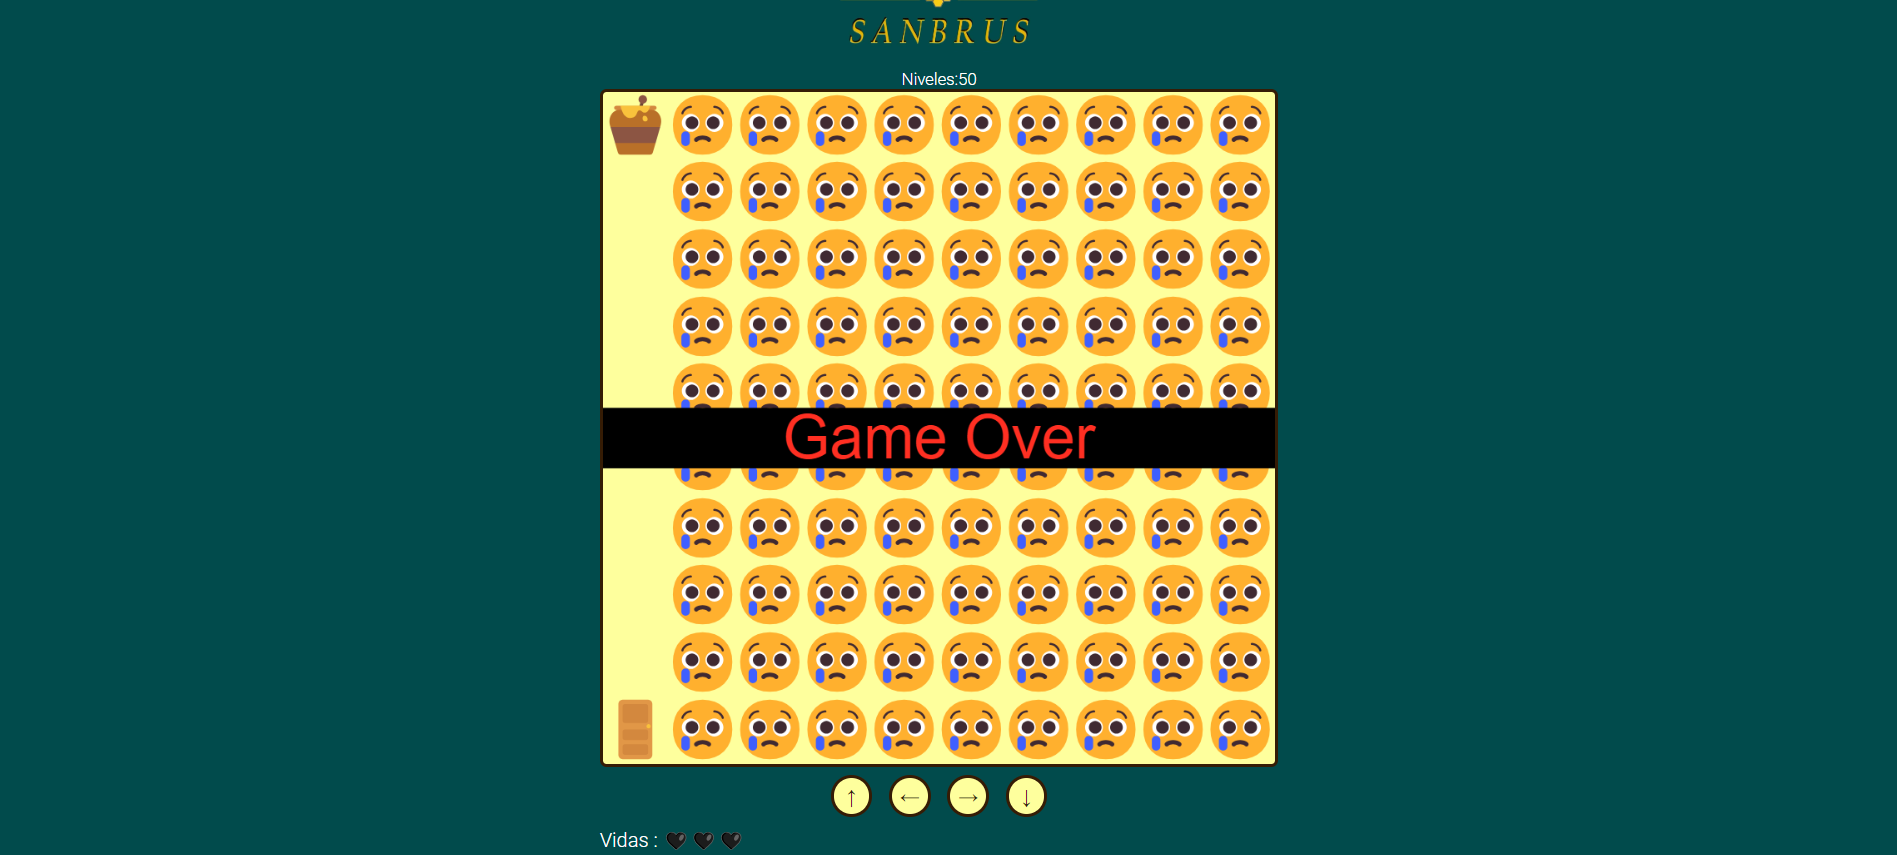 SANBRUS
Niveles:50
Game Over
↑ ← → ↓
Vidas : 🖤 🖤 🖤